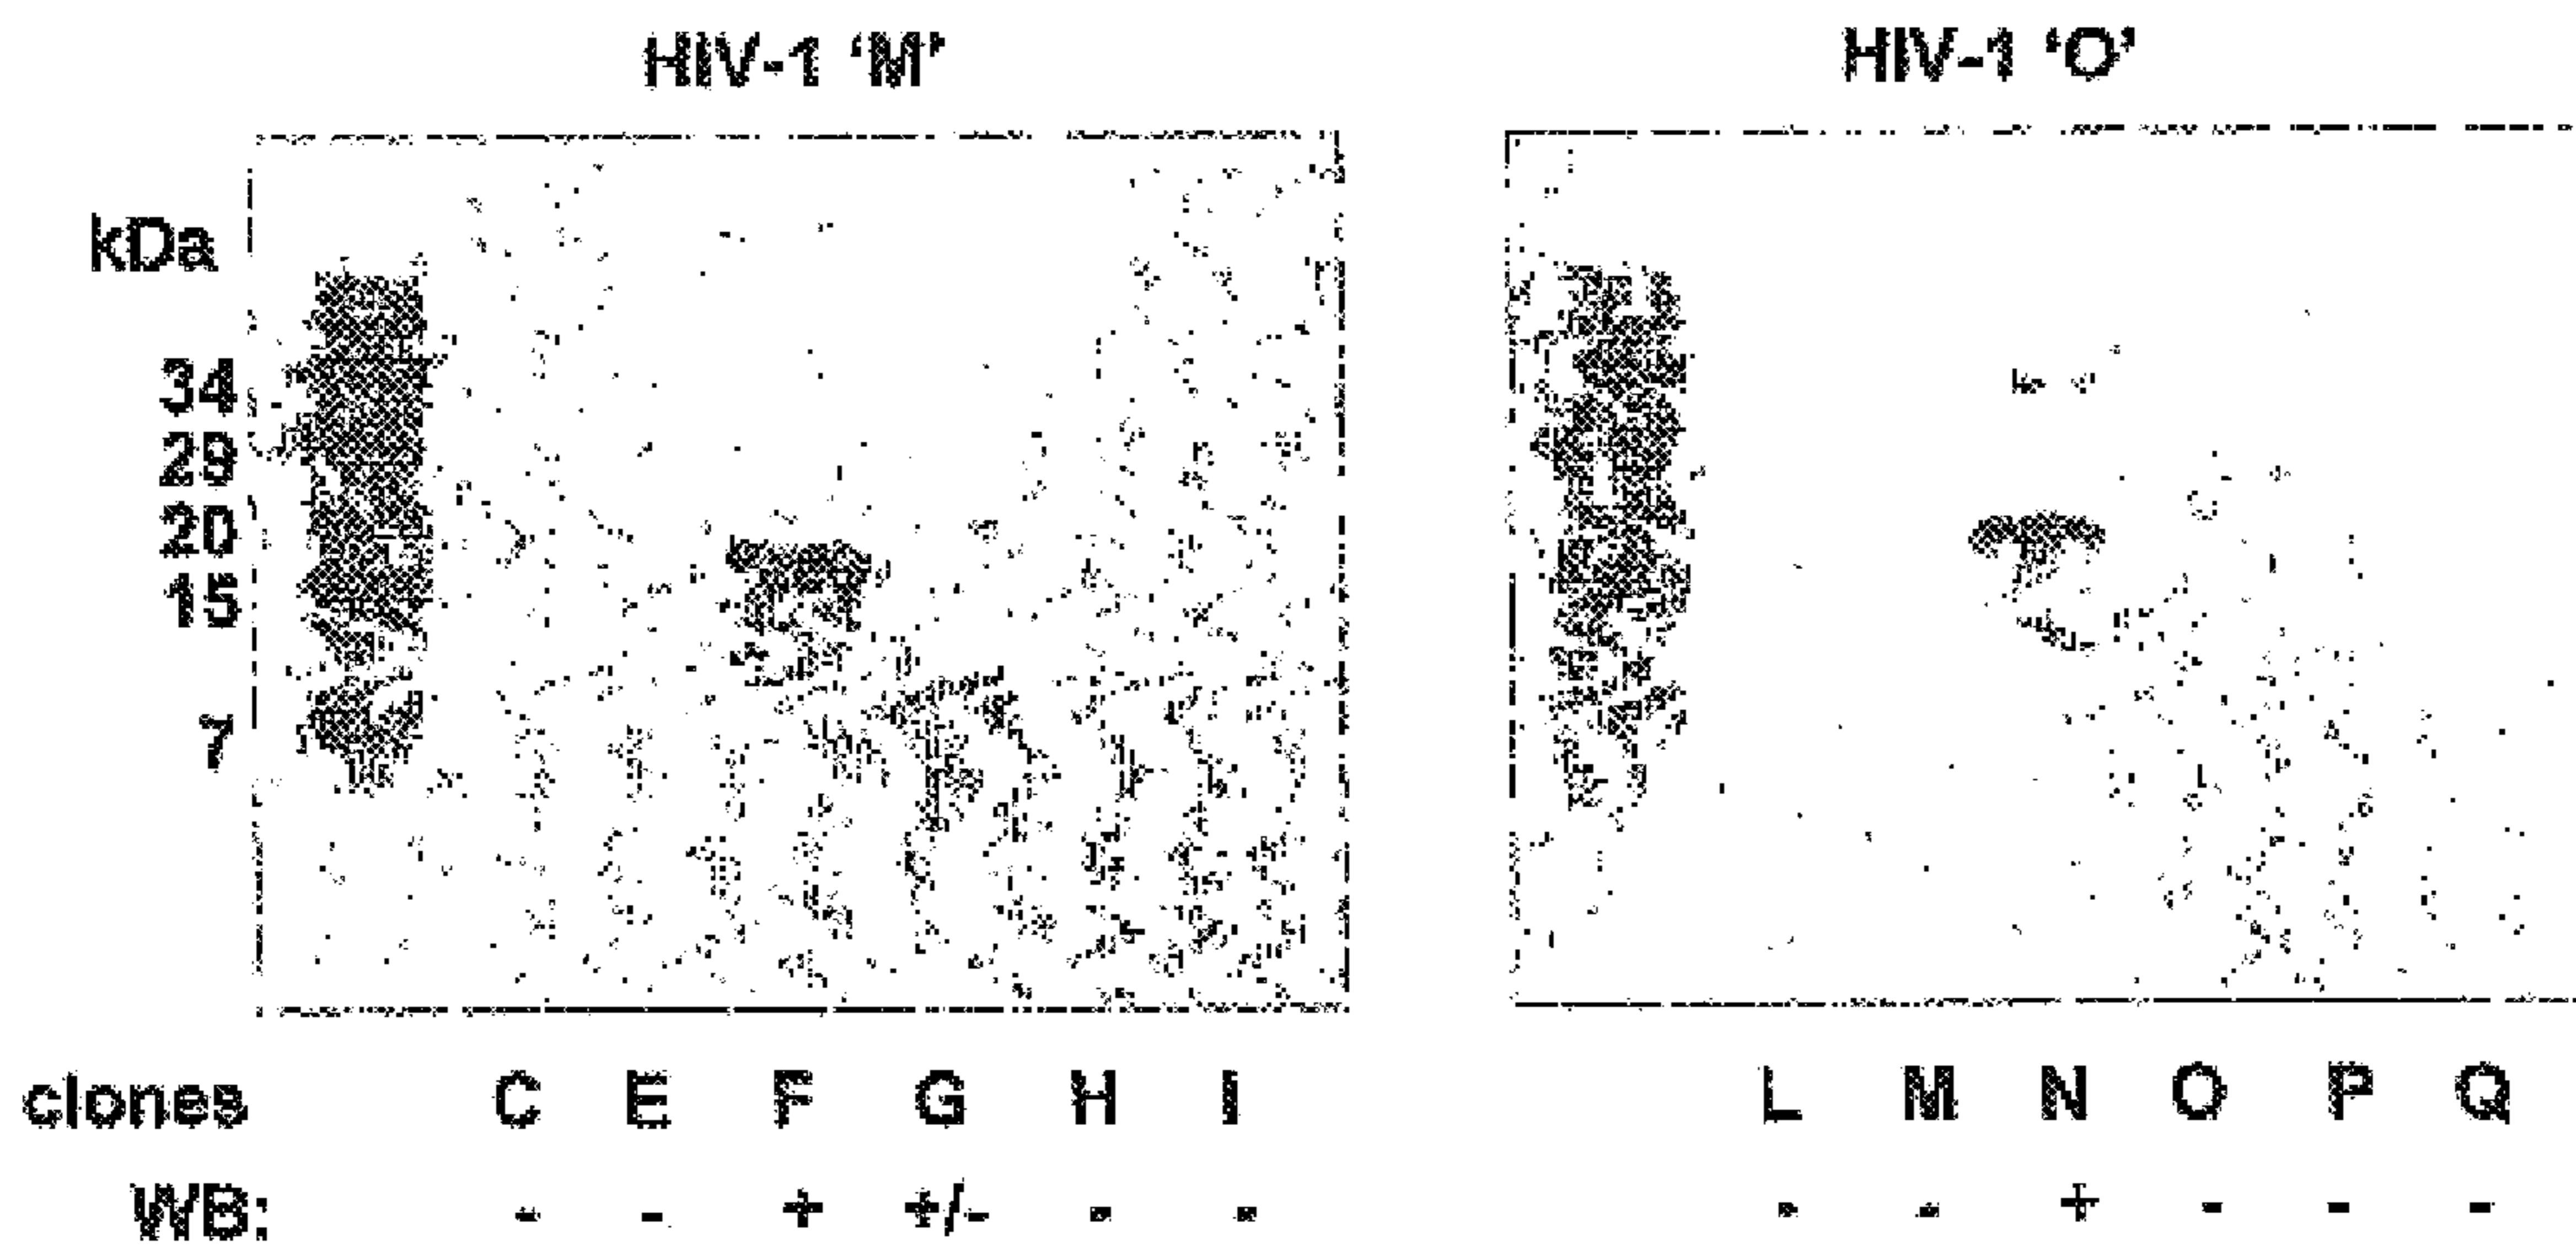 HIV-1 ‘M’ HIV-1 ‘O’
kDa
34
29
20
15
7
clones C E F G H I L M N O P Q
WB: - - + +/- - - - - + - - -